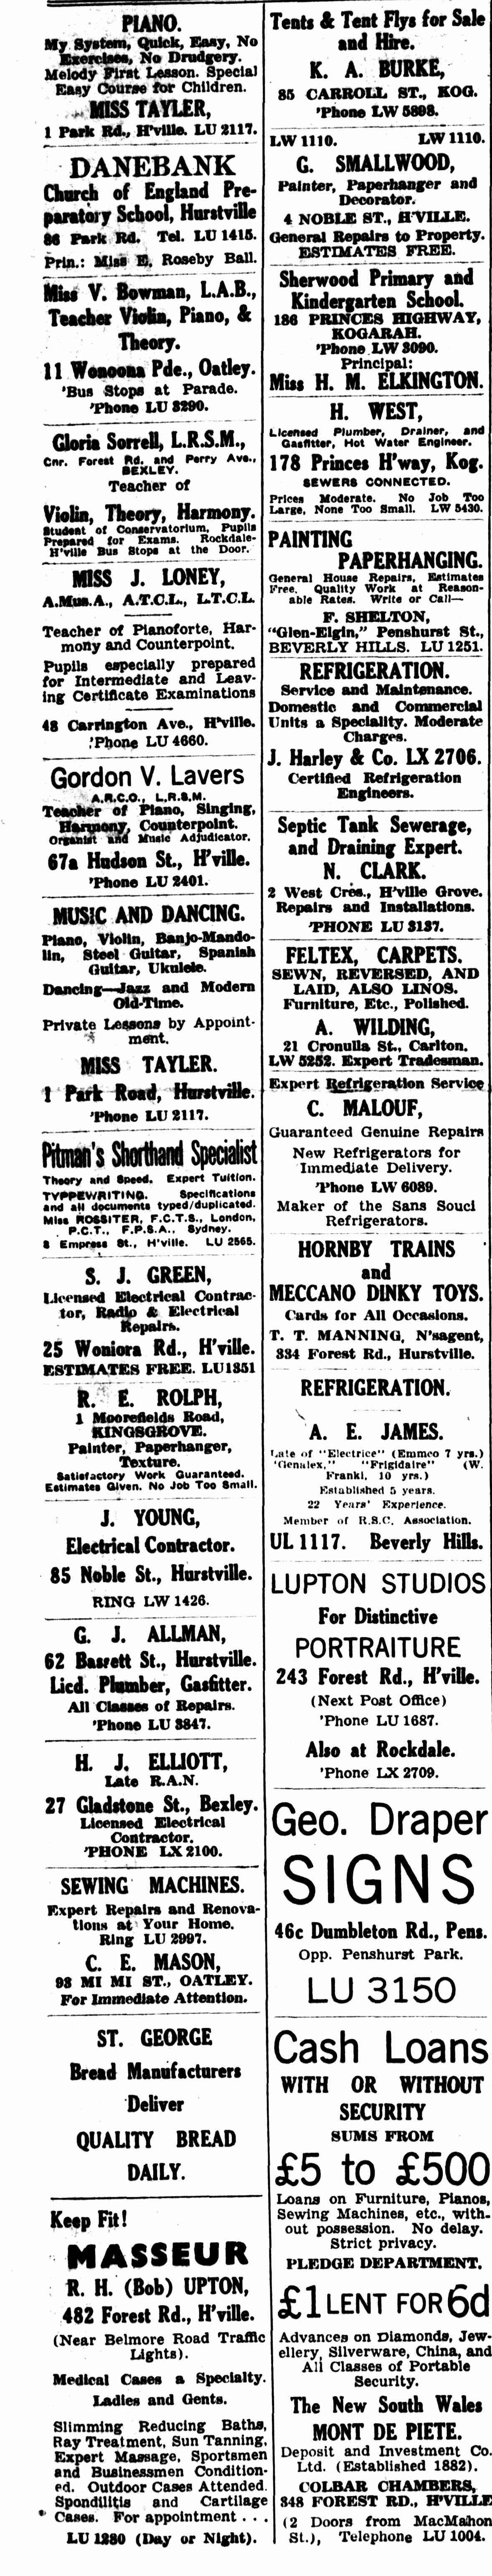 PIANO.
My System, Quick, Easy, No
Exercises, No Drudgery.
Melody First Lesson. Special
Easy Course for Children.
MISS TAYLER,
1 Park Rd., H'ville. LU 2117.
DANEBANK
Church of England Pre-
paratory School, Hurstville
86 Park Rd. Tel. LU 1415.
Prin.: Miss E. Roseby Ball.
Miss V. Bowman, L.A.B.,
Teacher Violin, Piano, &
Theory.
11 Wonoona Pde., Oatley.
'Bus Stops at Parade.
'Phone LU 3290.
Gloria Sorrell, L.R.S.M.,
Cnr. Forest Rd. and Perry Ave.,
BEXLEY.
Teacher of
Violin, Theory, Harmony.
Student of Conservatorium, Pupils
Prepared for Exams. Rockdale-
H'ville Bus Stops at the Door.
MISS J. LONEY,
A.Mus.A., A.T.C.L., L.T.C.L.
Teacher of Pianoforte, Har-
mony and Counterpoint.
Pupils especially prepared
for Intermediate and Leav-
ing Certificate Examinations
48 Carrington Ave., H'ville.
'Phone LU 4660.
Gordon V. Lavers
A.R.C.O., L.R.S.M.
Teacher of Piano, Singing,
Harmony, Counterpoint.
Organist and Music Adjudicator.
67a Hudson St., H'ville.
'Phone LU 2401.
MUSIC AND DANCING.
Piano, Violin, Banjo-Mando-
lin, Steel Guitar, Spanish
Guitar, Ukulele.
Dancing—Jazz and Modern
Old-Time.
Private Lessons by Appoint-
ment.
MISS TAYLER.
1 Park Road, Hurstville.
'Phone LU 2117.
Pitman's Shorthand Specialist
Theory and Speed. Expert Tuition.
TYPPEWRITING. Specifications
and all documents typed/duplicated.
Miss ROSSITER, F.C.T.S., London,
P.C.T., F.P.S.A., Sydney.
8 Empress St., H'ville. LU 2565.
S. J. GREEN,
Licensed Electrical Contrac-
tor, Radio & Electrical
Repairs.
25 Woniora Rd., H'ville.
ESTIMATES FREE. LU1351
R. E. ROLPH,
1 Moorefields Road,
KINGSGROVE.
Painter, Paperhanger,
Texture.
Satisfactory Work Guaranteed.
Estimates Given. No Job Too Small.
J. YOUNG,
Electrical Contractor.
85 Noble St., Hurstville.
RING LW 1426.
G. J. ALLMAN,
62 Bassett St., Hurstville.
Licd. Plumber, Gasfitter.
All Classes of Repairs.
'Phone LU 3847.
H. J. ELLIOTT,
Late R.A.N.
27 Gladstone St., Bexley.
Licensed Electrical
Contractor.
'PHONE LX 2100.
SEWING MACHINES.
Expert Repairs and Renova-
tions at Your Home.
Ring LU 2997.
C. E. MASON,
93 MI MI ST., OATLEY.
For Immediate Attention.
ST. GEORGE
Bread Manufacturers
Deliver
QUALITY BREAD
DAILY.
Keep Fit!
MASSEUR
R. H. (Bob) UPTON,
482 Forest Rd., H'ville.
(Near Belmore Road Traffic
Lights).
Medical Cases a Specialty.
Ladies and Gents.
Slimming Reducing Baths,
Ray Treatment, Sun Tanning,
Expert Massage, Sportsmen
and Businessmen Condition-
ed. Outdoor Cases Attended.
Spondilitis and Cartilage
Cases. For appointment . . .
LU 1280 (Day or Night).
Tents & Tent Flys for Sale
and Hire.
K. A. BURKE,
85 CARROLL ST., KOG.
'Phone LW 5898.
LW 1110. LW 1110.
G. SMALLWOOD,
Painter, Paperhanger and
Decorator.
4 NOBLE ST., H'VILLE.
General Repairs to Property.
ESTIMATES FREE.
Sherwood Primary and
Kindergarten School.
186 PRINCES HIGHWAY,
KOGARAH.
'Phone LW 3090.
Principal:
Miss H. M. ELKINGTON.
H. WEST,
Licensed Plumber, Drainer, and
Gasfitter, Hot Water Engineer.
178 Princes H'way, Kog.
SEWERS CONNECTED.
Prices Moderate. No Job Too
Large, None Too Small. LW 5430.
PAINTING
PAPERHANGING.
General House Repairs, Estimates
Free. Quality Work at Reason-
able Rates. Write or Call—
F. SHELTON,
"Glen-Elgin," Penshurst St.,
BEVERLY HILLS. LU 1251.
REFRIGERATION.
Service and Maintenance.
Domestic and Commercial
Units a Speciality. Moderate
Charges.
J. Harley & Co. LX 2706.
Certified Refrigeration
Engineers.
Septic Tank Sewerage,
and Draining Expert.
N. CLARK.
2 West Cres., H'ville Grove.
Repairs and Installations.
'PHONE LU 3137.
FELTEX, CARPETS.
SEWN, REVERSED, AND
LAID, ALSO LINOS.
Furniture, Etc., Polished.
A. WILDING,
21 Cronulla St., Carlton.
LW 5252. Expert Tradesman.
Expert Refrigeration Service
C. MALOUF,
Guaranteed Genuine Repairs
New Refrigerators for
Immediate Delivery.
'Phone LW 6089.
Maker of the Sans Souci
Refrigerators.
HORNBY TRAINS
and
MECCANO DINKY TOYS.
Cards for All Occasions.
T. T. MANNING, N'sagent,
334 Forest Rd., Hurstville.
REFRIGERATION.
A. E. JAMES.
Late of "Electrice" (Emmco 7 yrs.)
"Genalex," "Frigidaire" (W.
Franki, 10 yrs.)
Established 5 years.
22 Years' Experience.
Member of R.S.C. Association.
UL 1117. Beverly Hills.
LUPTON STUDIOS
For Distinctive
PORTRAITURE
243 Forest Rd., H'ville.
(Next Post Office)
'Phone LU 1687.
Also at Rockdale.
'Phone LX 2709.
Geo. Draper
SIGNS
46c Dumbleton Rd., Pens.
Opp. Penshurst Park.
LU 3150
Cash Loans
WITH OR WITHOUT
SECURITY
SUMS FROM
£5 to £500
Loans on Furniture, Pianos,
Sewing Machines, etc., with-
out possession. No delay.
Strict privacy.
PLEDGE DEPARTMENT.
£1 LENT FOR 6d
Advances on Diamonds, Jew-
ellery, Silverware, China, and
All Classes of Portable
Security.
The New South Wales
MONT DE PIETE.
Deposit and Investment Co.
Ltd. (Established 1882).
COLBAR CHAMBERS,
348 FOREST RD., H'VILLE
(2 Doors from MacMahon
St.), Telephone LU 1004.